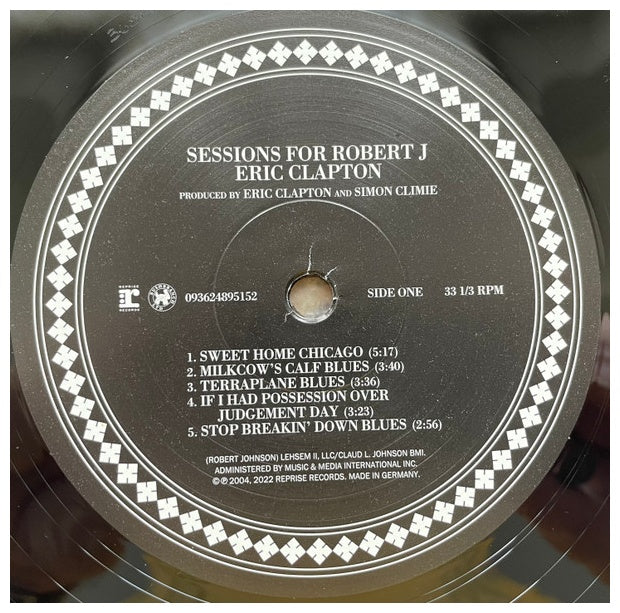 SESSIONS FOR ROBERT J
ERIC CLAPTON
PRODUCED BY ERIC CLAPTON AND SIMON CLIMIE
REPRISE
r
RECORDS
BUSHBRANCH
093624895152
SIDE ONE
33 1/3 RPM
1. SWEET HOME CHICAGO (5:17)
2. MILKCOW'S CALF BLUES (3:40)
3. TERRAPLANE BLUES (3:36)
4. IF I HAD POSSESSION OVER
JUDGEMENT DAY (3:23)
5. STOP BREAKIN' DOWN BLUES (2:56)
(ROBERT JOHNSON) LEHSEM II, LLC/CLAUD L. JOHNSON BMI.
ADMINISTERED BY MUSIC & MEDIA INTERNATIONAL INC.
©℗ 2004, 2022 REPRISE RECORDS. MADE IN GERMANY.